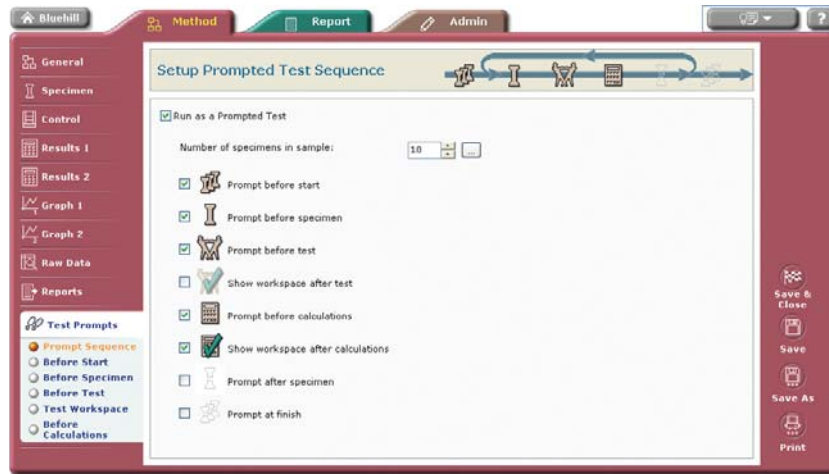 Bluehill
Method
Report
Admin
?
General
Specimen
Control
Results 1
Results 2
Graph 1
Graph 2
Raw Data
Reports
Test Prompts
Prompt Sequence
Before Start
Before Specimen
Before Test
Test Workspace
Before
Calculations
Setup Prompted Test Sequence
Run as a Prompted Test
Number of specimens in sample:
10
...
Prompt before start
Prompt before specimen
Prompt before test
Show workspace after test
Prompt before calculations
Show workspace after calculations
Prompt after specimen
Prompt at finish
Save &
Close
Save
Save As
Print